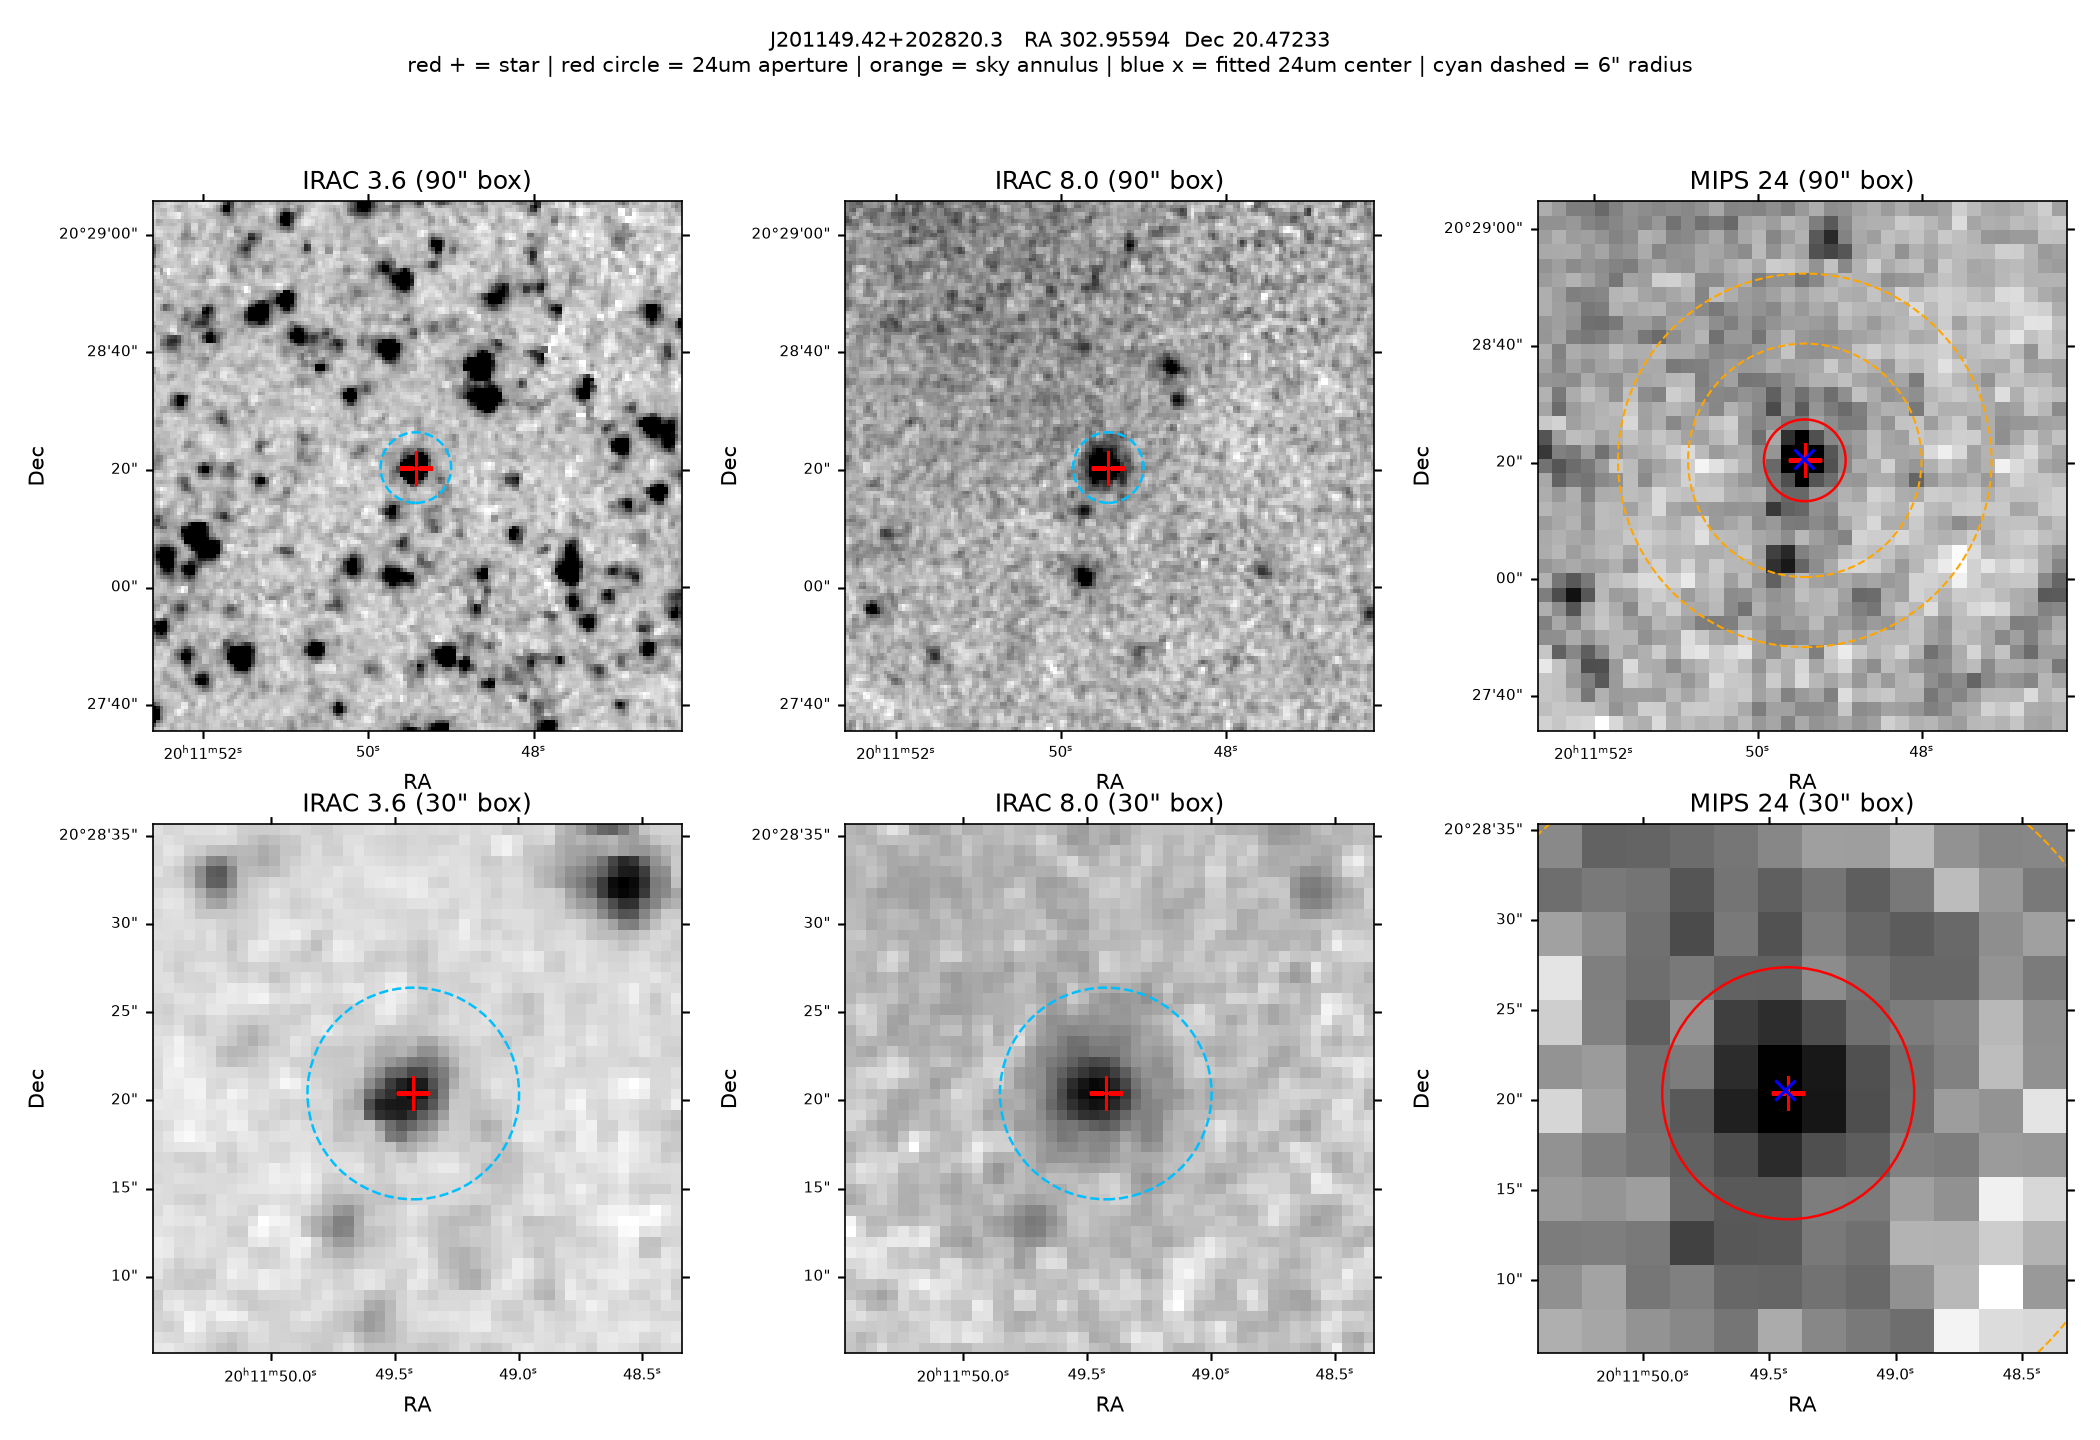 J201149.42+202820.3   RA 302.95594  Dec 20.47233
red + = star | red circle = 24um aperture | orange = sky annulus | blue x = fitted 24um center | cyan dashed = 6" radius
IRAC 3.6 (90" box)
20°29'00"
28'40"
20"
00"
27'40"
Dec
20ʰ11ᵐ52ˢ
50ˢ
48ˢ
RA
IRAC 8.0 (90" box)
20°29'00"
28'40"
20"
00"
27'40"
Dec
20ʰ11ᵐ52ˢ
50ˢ
48ˢ
RA
MIPS 24 (90" box)
20°29'00"
28'40"
20"
00"
27'40"
Dec
20ʰ11ᵐ52ˢ
50ˢ
48ˢ
RA
IRAC 3.6 (30" box)
20°28'35"
30"
25"
20"
15"
10"
Dec
20ʰ11ᵐ50.0ˢ
49.5ˢ
49.0ˢ
48.5ˢ
RA
IRAC 8.0 (30" box)
20°28'35"
30"
25"
20"
15"
10"
Dec
20ʰ11ᵐ50.0ˢ
49.5ˢ
49.0ˢ
48.5ˢ
RA
MIPS 24 (30" box)
20°28'35"
30"
25"
20"
15"
10"
Dec
20ʰ11ᵐ50.0ˢ
49.5ˢ
49.0ˢ
48.5ˢ
RA